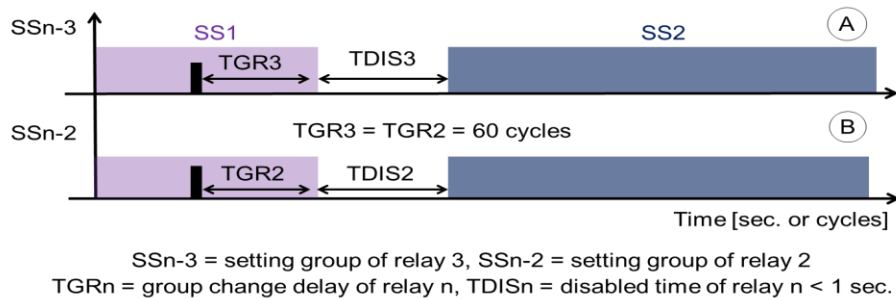 SSn-3
SS1
SS2
A
TGR3
TDIS3
SSn-2
TGR3 = TGR2 = 60 cycles
B
TGR2
TDIS2
Time [sec. or cycles]
SSn-3 = setting group of relay 3, SSn-2 = setting group of relay 2
TGRn = group change delay of relay n, TDISn = disabled time of relay n < 1 sec.